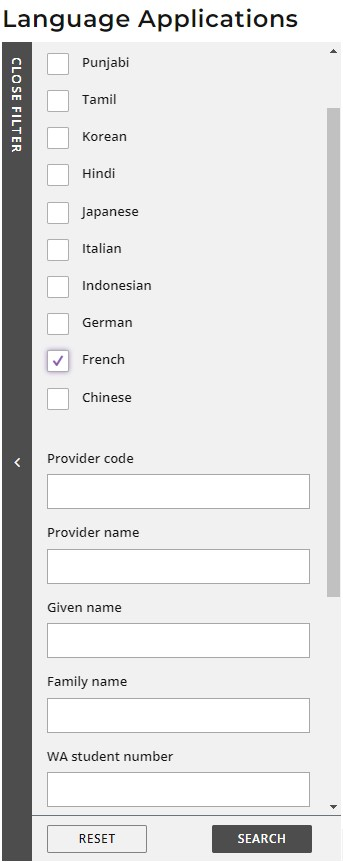 Language Applications
CLOSE FILTER
Punjabi
Tamil
Korean
Hindi
Japanese
Italian
Indonesian
German
French
Chinese
Provider code
Provider name
Given name
Family name
WA student number
RESET
SEARCH